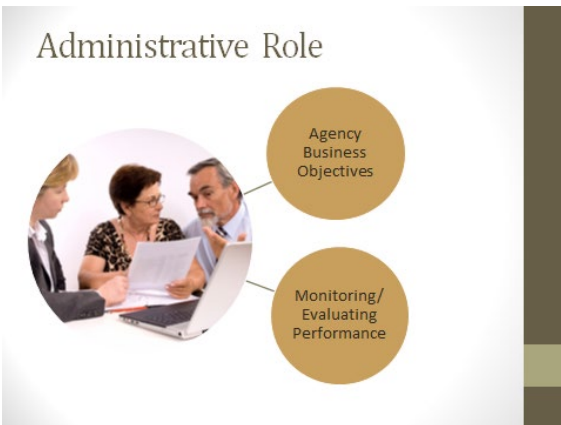 Administrative Role
Agency
Business
Objectives
Monitoring/
Evaluating
Performance